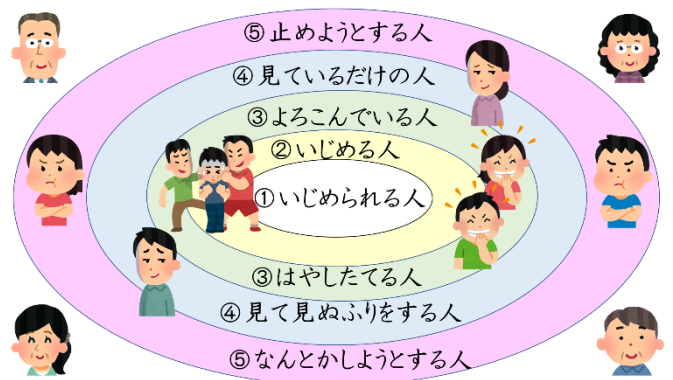 ⑤止めようとする人
④見ているだけの人
③よろこんでいる人
②いじめる人
①いじめられる人
③はやしたてる人
④見て見ぬふりをする人
⑤なんとかしようとする人